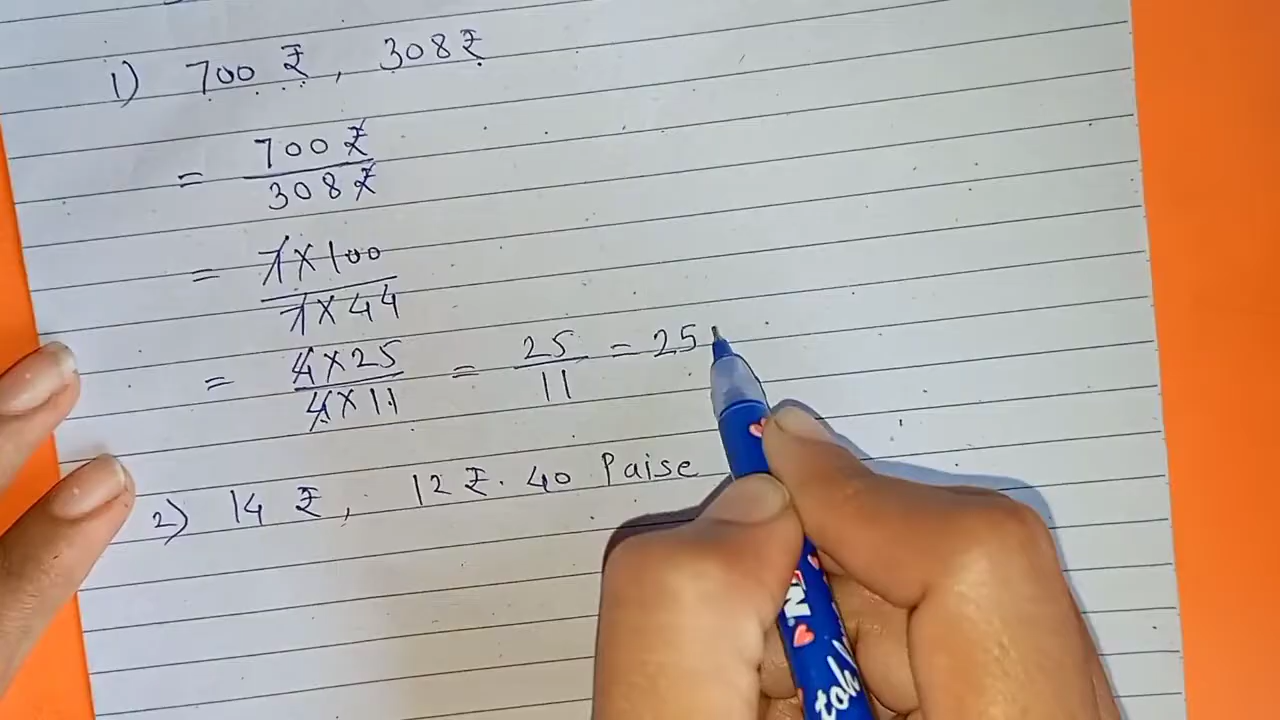 1) 700 ₹, 308₹
= 700 ₹ / 308 ₹
= 7×100 / 7×44
= 4×25 / 4×11 = 25 / 11 = 25
2) 14 ₹, 12 ₹. 40 Paise